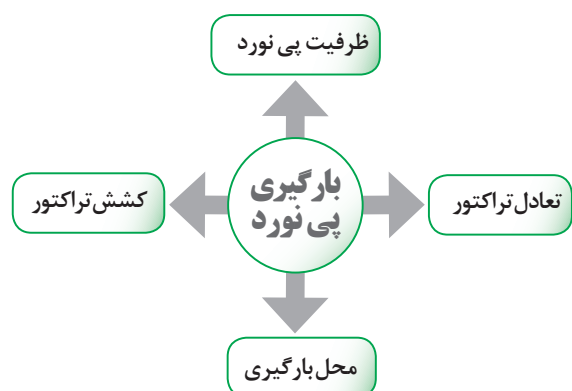 ظرفیت پی نورد
بارگیری
پی نورد
تعادل تراکتور
کشش تراکتور
محل بارگیری